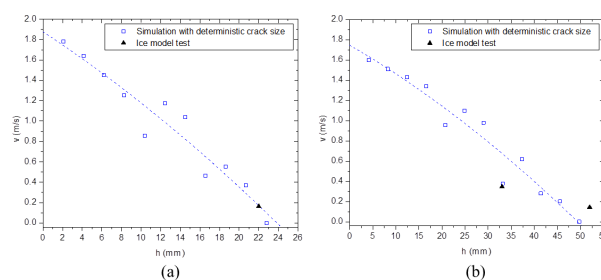 Simulation with deterministic crack size
Ice model test
2.0
1.8
1.6
1.4
1.2
1.0
0.8
0.6
0.4
0.2
0.0
v (m/s)
0 2 4 6 8 10 12 14 16 18 20 22 24 26
h (mm)
(a)
Simulation with deterministic crack size
Ice model test
2.0
1.8
1.6
1.4
1.2
1.0
0.8
0.6
0.4
0.2
0.0
v (m/s)
0 5 10 15 20 25 30 35 40 45 50 55
h (mm)
(b)